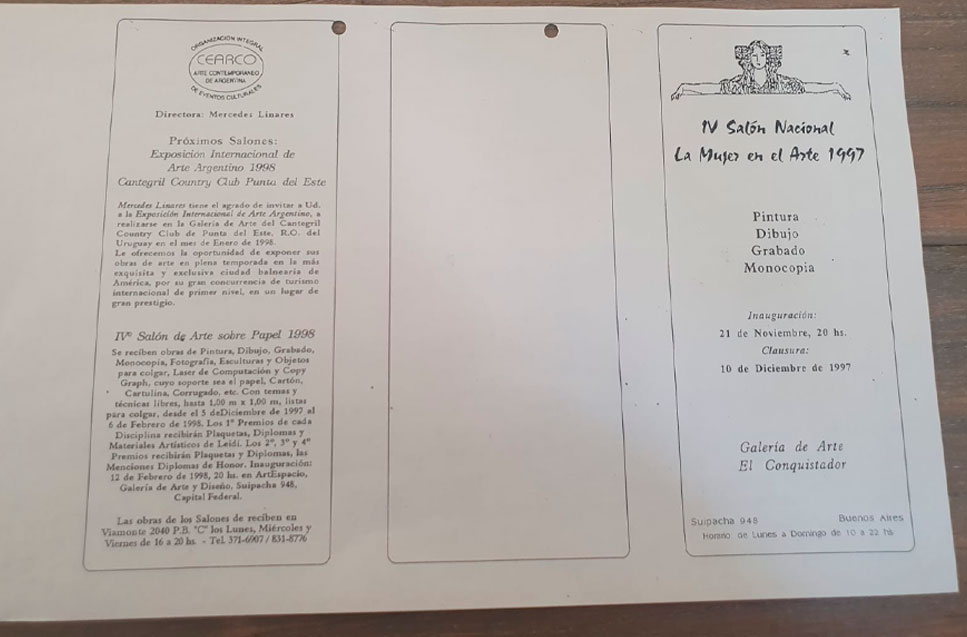 ORGANIZACIÓN INTEGRAL
CEARCO
ARTE CONTEMPORANEO
DE ARGENTINA
DE EVENTOS CULTURALES
Directora: Mercedes Linares
Próximos Salones:
Exposición Internacional de
Arte Argentino 1998
Cantegril Country Club Punta del Este
Mercedes Linares tiene el agrado de invitar a Ud.
a la Exposición Internacional de Arte Argentino, a
realizarse en la Galería de Arte del Cantegril
Country Club de Punta del Este, R.O. del
Uruguay en el mes de Enero de 1998.
Le ofrecemos la oportunidad de exponer sus
obras de arte en plena temporada en la más
exquisita y exclusiva ciudad balnearia de
América, por su gran concurrencia de turismo
internacional de primer nivel, en un lugar de
gran prestigio.
IVº Salón de Arte sobre Papel 1998
Se reciben obras de Pintura, Dibujo, Grabado,
Monocopia, Fotografía, Esculturas y Objetos
para colgar, Laser de Computación y Copy
Graph, cuyo soporte sea el papel, Cartón,
Cartulina, Corrugado, etc. Con temas y
técnicas libres, hasta 1,00 m x 1,00 m, listas
para colgar, desde el 5 deDiciembre de 1997 al
6 de Febrero de 1998. Los 1º Premios de cada
Disciplina recibirán Plaquetas, Diplomas y
Materiales Artísticos de Leidi. Los 2º, 3º y 4º
Premios recibirán Plaquetas y Diplomas, las
Menciones Diplomas de Honor. Inauguración:
12 de Febrero de 1998, 20 hs. en ArtEspacio,
Galería de Arte y Diseño, Suipacha 948,
Capital Federal.
Las obras de los Salones de reciben en
Viamonte 2040 P.B. "C" los Lunes, Miércoles y
Viernes de 16 a 20 hs. - Tel. 371-6907 / 831-8776
IV Salón Nacional
La Mujer en el Arte 1997
Pintura
Dibujo
Grabado
Monocopia
Inauguración:
21 de Noviembre, 20 hs.
Clausura:
10 de Diciembre de 1997
Galería de Arte
El Conquistador
Suipacha 948 Buenos Aires
Horario de Lunes a Domingo de 10 a 22 hs